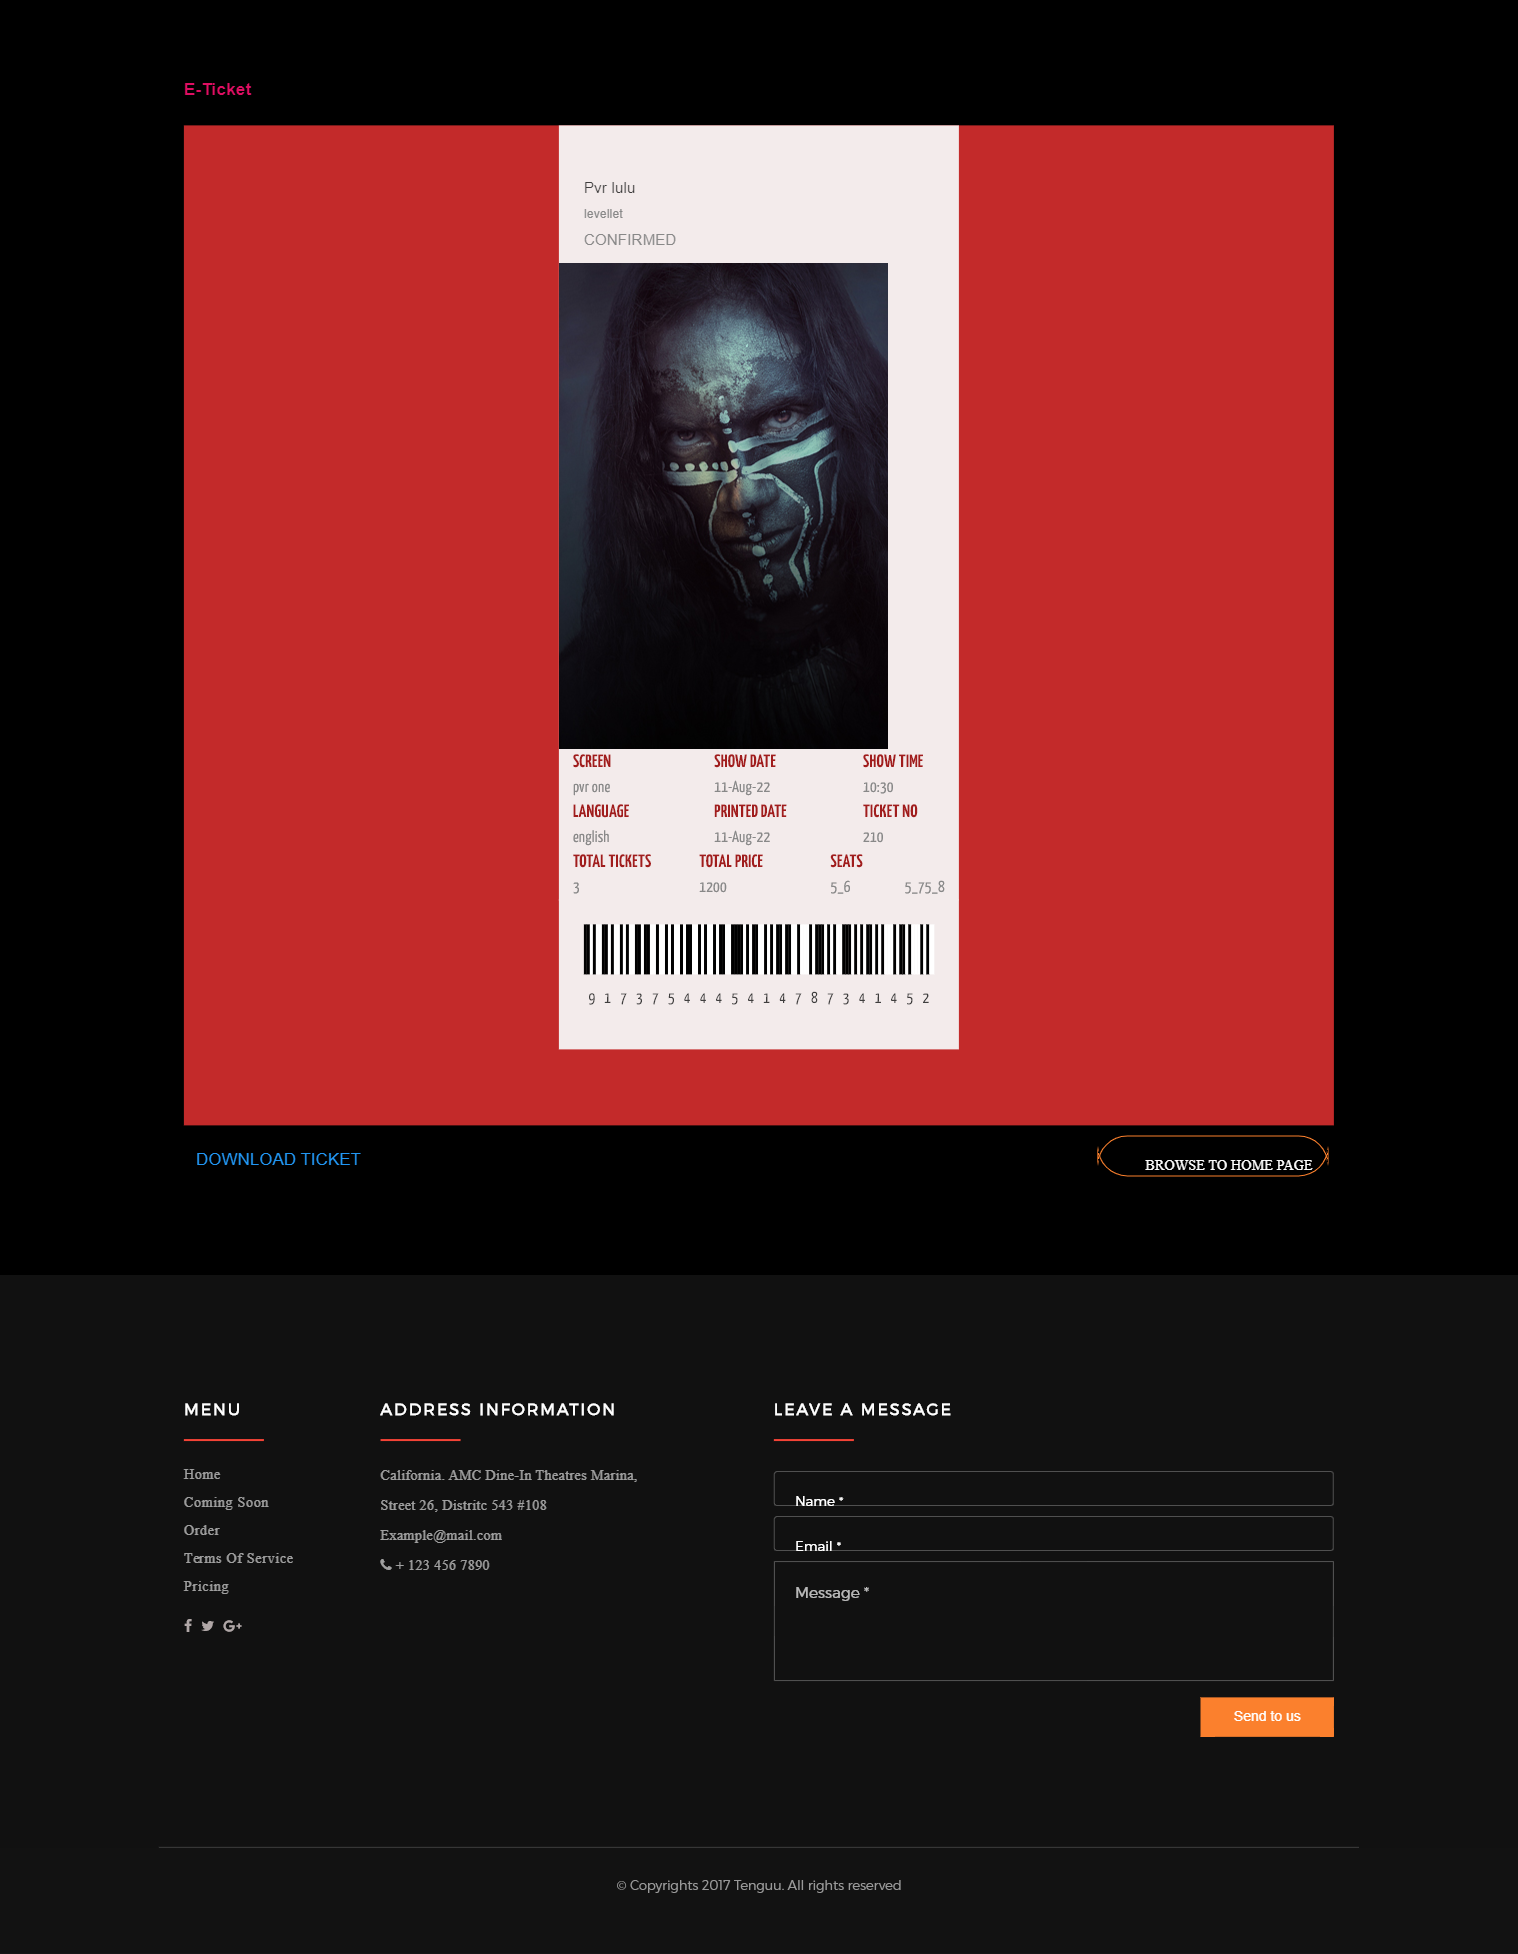 E-Ticket
Pvr lulu
levellet
CONFIRMED
SCREEN SHOW DATE SHOW TIME
pvr one 11-Aug-22 10:30
LANGUAGE PRINTED DATE TICKET NO
english 11-Aug-22 210
TOTAL TICKETS TOTAL PRICE SEATS
3 1200 5_6 5_75_8
9 1 7 3 7 5 4 4 4 5 4 1 4 7 8 7 3 4 1 4 5 2
DOWNLOAD TICKET
BROWSE TO HOME PAGE
MENU
Home
Coming Soon
Order
Terms Of Service
Pricing
ADDRESS INFORMATION
California. AMC Dine-In Theatres Marina,
Street 26, Distritc 543 #108
Example@mail.com
+ 123 456 7890
LEAVE A MESSAGE
Name *
Email *
Message *
Send to us
© Copyrights 2017 Tenguu. All rights reserved